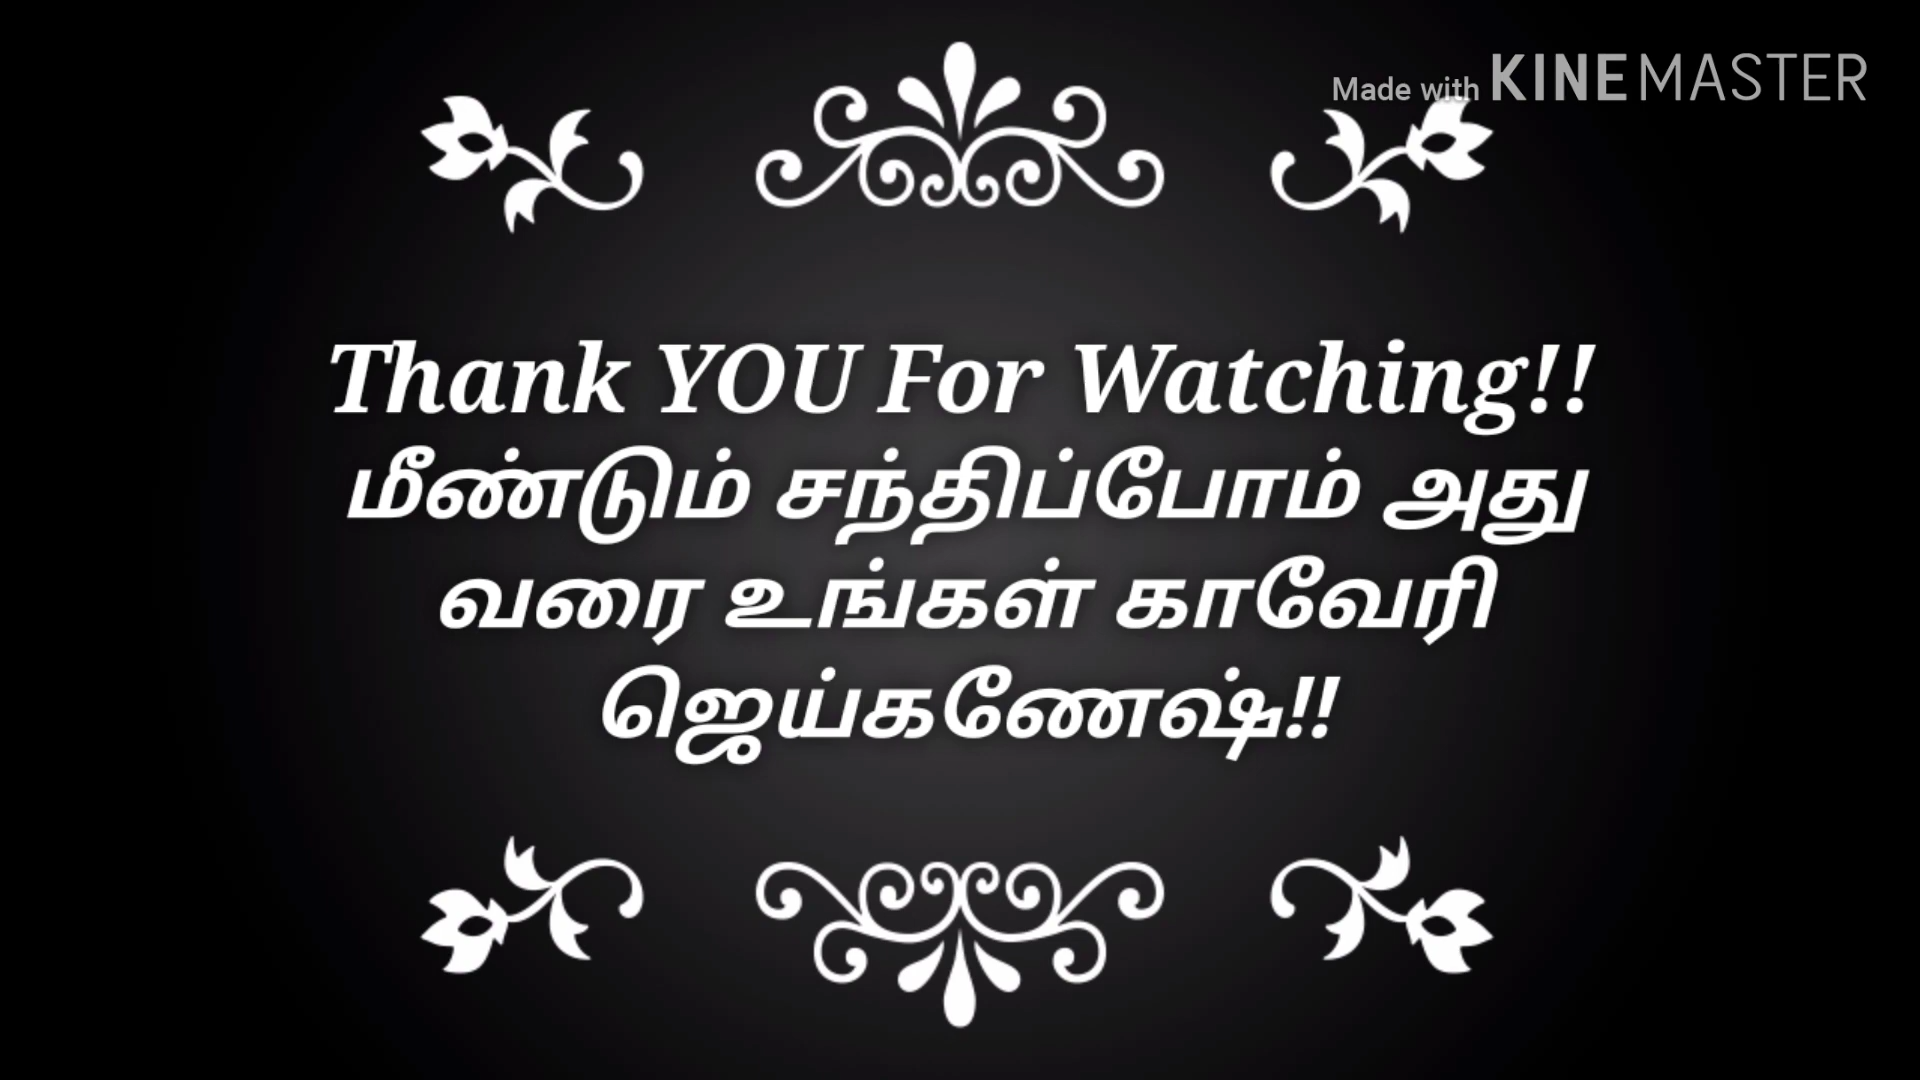 Made with KINEMASTER
Thank YOU For Watching!!
மீண்டும் சந்திப்போம் அது
வரை உங்கள் காவேரி
ஜெய்கணேஷ்!!